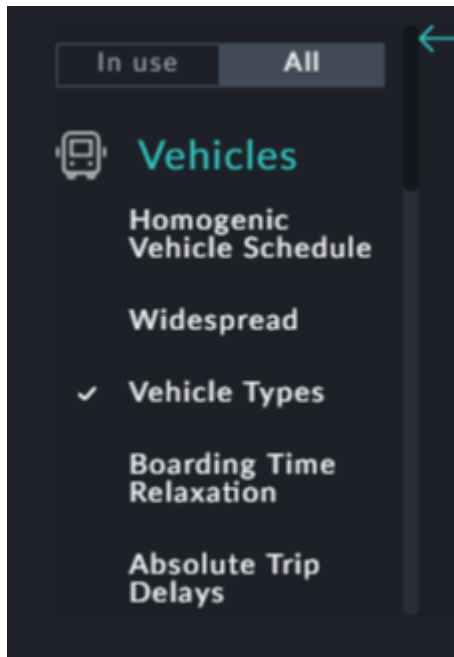 In use All
Vehicles
Homogenic
Vehicle Schedule
Widespread
Vehicle Types
Boarding Time
Relaxation
Absolute Trip
Delays